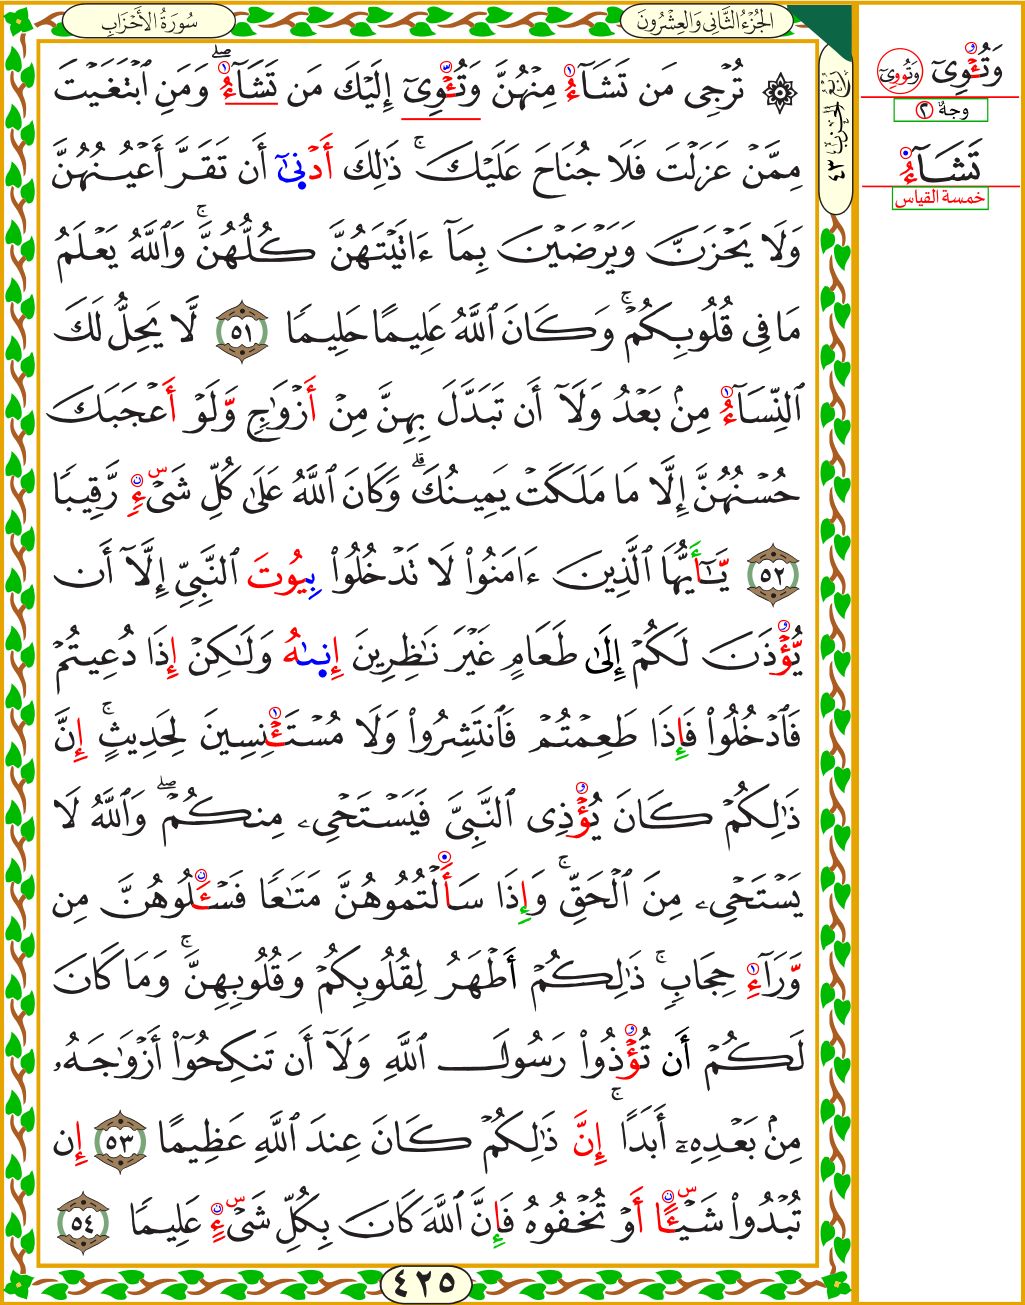 الجُزْءُ الثَّانِي وَالعِشْرُونَ
سُورَةُ الأَحْزَابِ
۞ تُرْجِى مَن تَشَآءُ مِنْهُنَّ وَتُـْٔوِىٓ إِلَيْكَ مَن تَشَآءُ ۖ وَمَنِ ٱبْتَغَيْتَ
مِمَّنْ عَزَلْتَ فَلَا جُنَاحَ عَلَيْكَ ۚ ذَٰلِكَ أَدْنَىٰٓ أَن تَقَرَّ أَعْيُنُهُنَّ
وَلَا يَحْزَنَّ وَيَرْضَيْنَ بِمَآ ءَاتَيْتَهُنَّ كُلُّهُنَّ ۚ وَٱللَّهُ يَعْلَمُ
مَا فِى قُلُوبِكُمْ ۚ وَكَانَ ٱللَّهُ عَلِيمًا حَلِيمًا ٥١ لَّا يَحِلُّ لَكَ
ٱلنِّسَآءُ مِنۢ بَعْدُ وَلَآ أَن تَبَدَّلَ بِهِنَّ مِنْ أَزْوَٰجٍ وَلَوْ أَعْجَبَكَ
حُسْنُهُنَّ إِلَّا مَا مَلَكَتْ يَمِينُكَ ۗ وَكَانَ ٱللَّهُ عَلَىٰ كُلِّ شَىْءٍ رَّقِيبًا
٥٢ يَٰٓأَيُّهَا ٱلَّذِينَ ءَامَنُوا۟ لَا تَدْخُلُوا۟ بُيُوتَ ٱلنَّبِىِّ إِلَّآ أَن
يُؤْذَنَ لَكُمْ إِلَىٰ طَعَامٍ غَيْرَ نَٰظِرِينَ إِنَىٰهُ وَلَٰكِنْ إِذَا دُعِيتُمْ
فَٱدْخُلُوا۟ فَإِذَا طَعِمْتُمْ فَٱنتَشِرُوا۟ وَلَا مُسْتَـْٔنِسِينَ لِحَدِيثٍ ۚ إِنَّ
ذَٰلِكُمْ كَانَ يُؤْذِى ٱلنَّبِىَّ فَيَسْتَحْىِۦ مِنكُمْ ۖ وَٱللَّهُ لَا
يَسْتَحْىِۦ مِنَ ٱلْحَقِّ ۚ وَإِذَا سَأَلْتُمُوهُنَّ مَتَٰعًا فَسْـَٔلُوهُنَّ مِن
وَرَآءِ حِجَابٍ ۚ ذَٰلِكُمْ أَطْهَرُ لِقُلُوبِكُمْ وَقُلُوبِهِنَّ ۚ وَمَا كَانَ
لَكُمْ أَن تُؤْذُوا۟ رَسُولَ ٱللَّهِ وَلَآ أَن تَنكِحُوٓا۟ أَزْوَٰجَهُۥ
مِنۢ بَعْدِهِۦٓ أَبَدًا ۚ إِنَّ ذَٰلِكُمْ كَانَ عِندَ ٱللَّهِ عَظِيمًا ٥٣ إِن
تُبْدُوا۟ شَيْـًٔا أَوْ تُخْفُوهُ فَإِنَّ ٱللَّهَ كَانَ بِكُلِّ شَىْءٍ عَلِيمًا ٥٤
٤٢٥
وَتُـْٔوِىٓ وَتُووِىٓ
وجهٌ ٢
تَشَآءُ
خمسة القياس